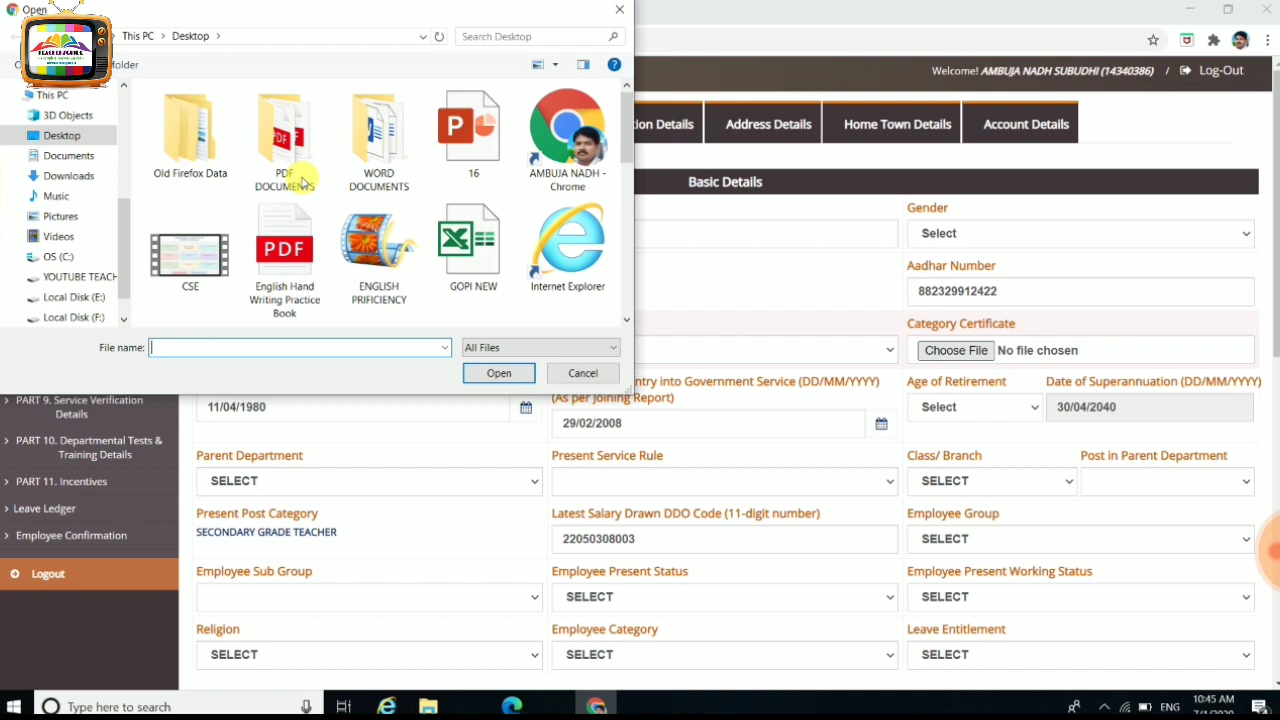 Open
This PC > Desktop >
Search Desktop
older
This PC
3D Objects
Desktop
Documents
Downloads
Music
Pictures
Videos
OS (C:)
YOUTUBE TEACH
Local Disk (E:)
Local Disk (F:)
Old Firefox Data
PDF
DOCUMENTS
WORD
DOCUMENTS
16
AMBUJA NADH -
Chrome
CSE
PDF
English Hand
Writing Practice
Book
ENGLISH
PRIFICIENCY
GOPI NEW
Internet Explorer
File name:
All Files
Open
Cancel
Welcome! AMBUJA NADH SUBUDHI (14340386) / Log-Out
ion Details
Address Details
Home Town Details
Account Details
Basic Details
Gender
Select
Aadhar Number
882329912422
Category Certificate
Choose File No file chosen
ntry into Government Service (DD/MM/YYYY)
(As per Joining Report)
Age of Retirement
Date of Superannuation (DD/MM/YYYY)
11/04/1980
29/02/2008
Select
30/04/2040
Parent Department
Present Service Rule
Class/ Branch
Post in Parent Department
SELECT
SELECT
Present Post Category
Latest Salary Drawn DDO Code (11-digit number)
Employee Group
SECONDARY GRADE TEACHER
22050308003
SELECT
Employee Sub Group
Employee Present Status
Employee Present Working Status
SELECT
SELECT
Religion
Employee Category
Leave Entitlement
SELECT
SELECT
SELECT
PART 9. Service Verification
Details
PART 10. Departmental Tests &
Training Details
PART 11. Incentives
Leave Ledger
Employee Confirmation
Logout
Type here to search
ENG
10:45 AM
7/1/2020